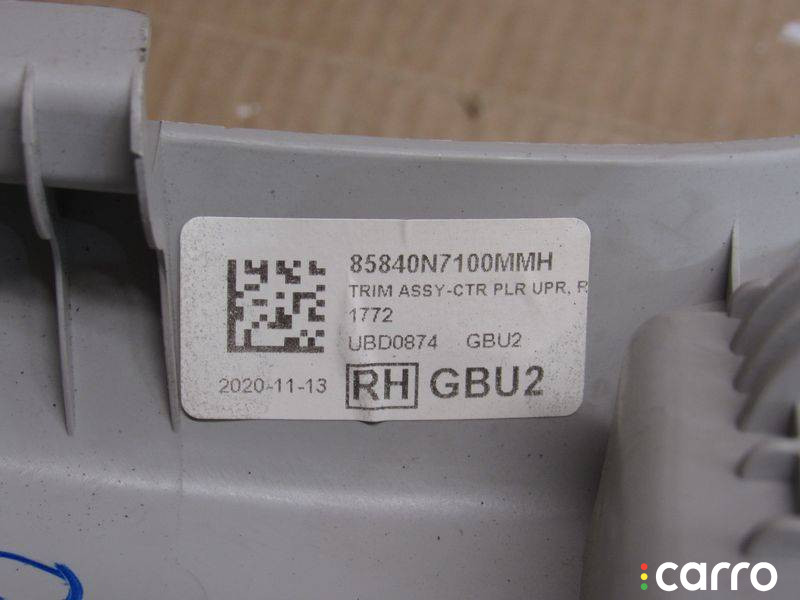 85840N7100MMH
TRIM ASSY-CTR PLR UPR, R
1772
UBD0874 GBU2
2020-11-13 RH GBU2
carro